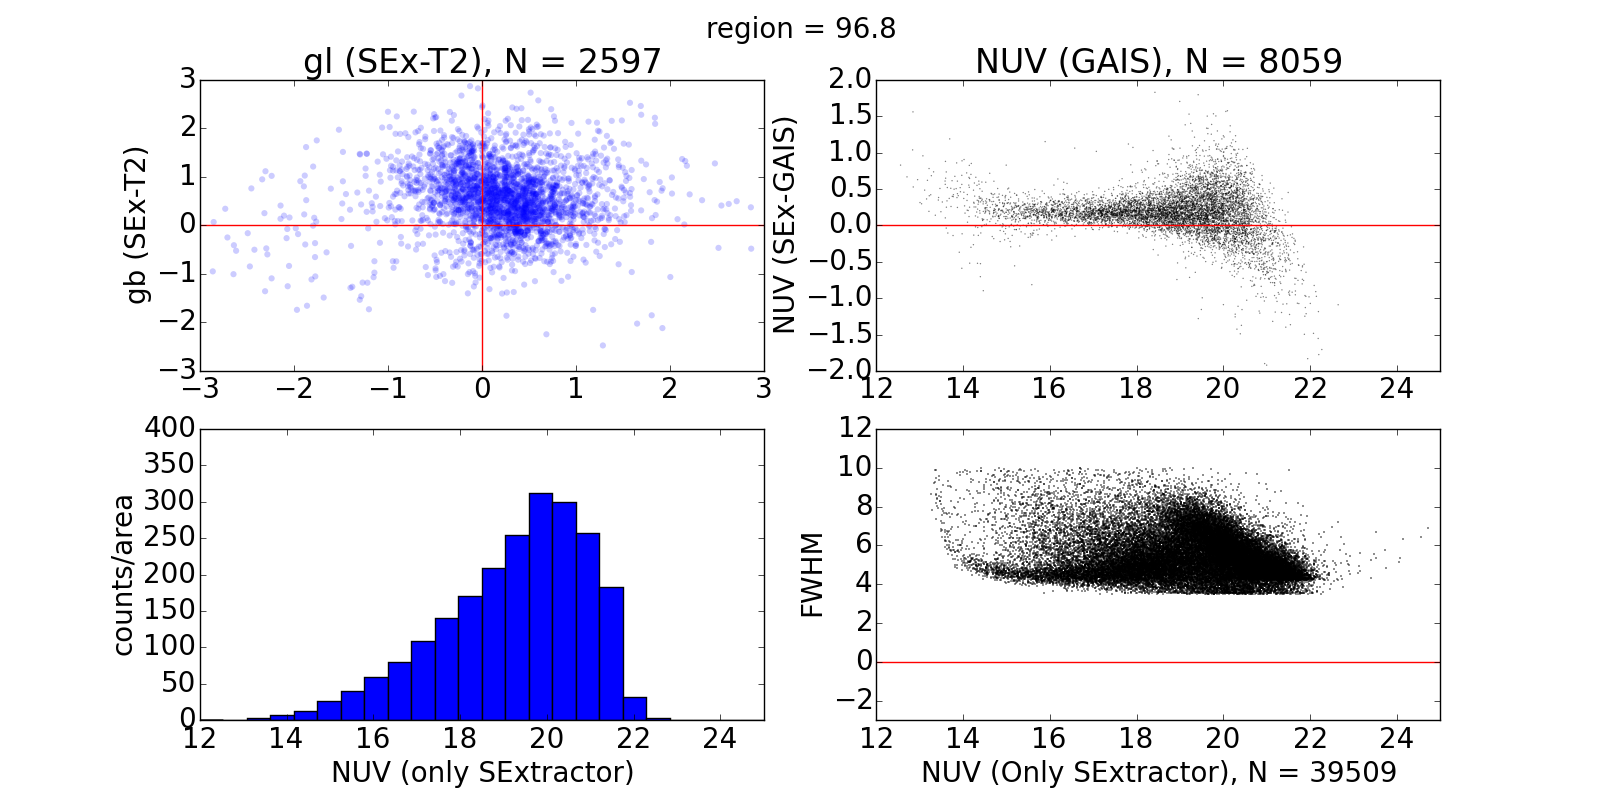 region = 96.8
gl (SEx-T2), N = 2597
NUV (GAIS), N = 8059
gb (SEx-T2)
3
2
1
0
−1
−2
−3
−3 −2 −1 0 1 2 3
NUV (SEx-GAIS)
2.0
1.5
1.0
0.5
0.0
−0.5
−1.0
−1.5
−2.0
12 14 16 18 20 22 24
counts/area
400
350
300
250
200
150
100
50
0
12 14 16 18 20 22 24
NUV (only SExtractor)
FWHM
12
10
8
6
4
2
0
−2
12 14 16 18 20 22 24
NUV (Only SExtractor), N = 39509